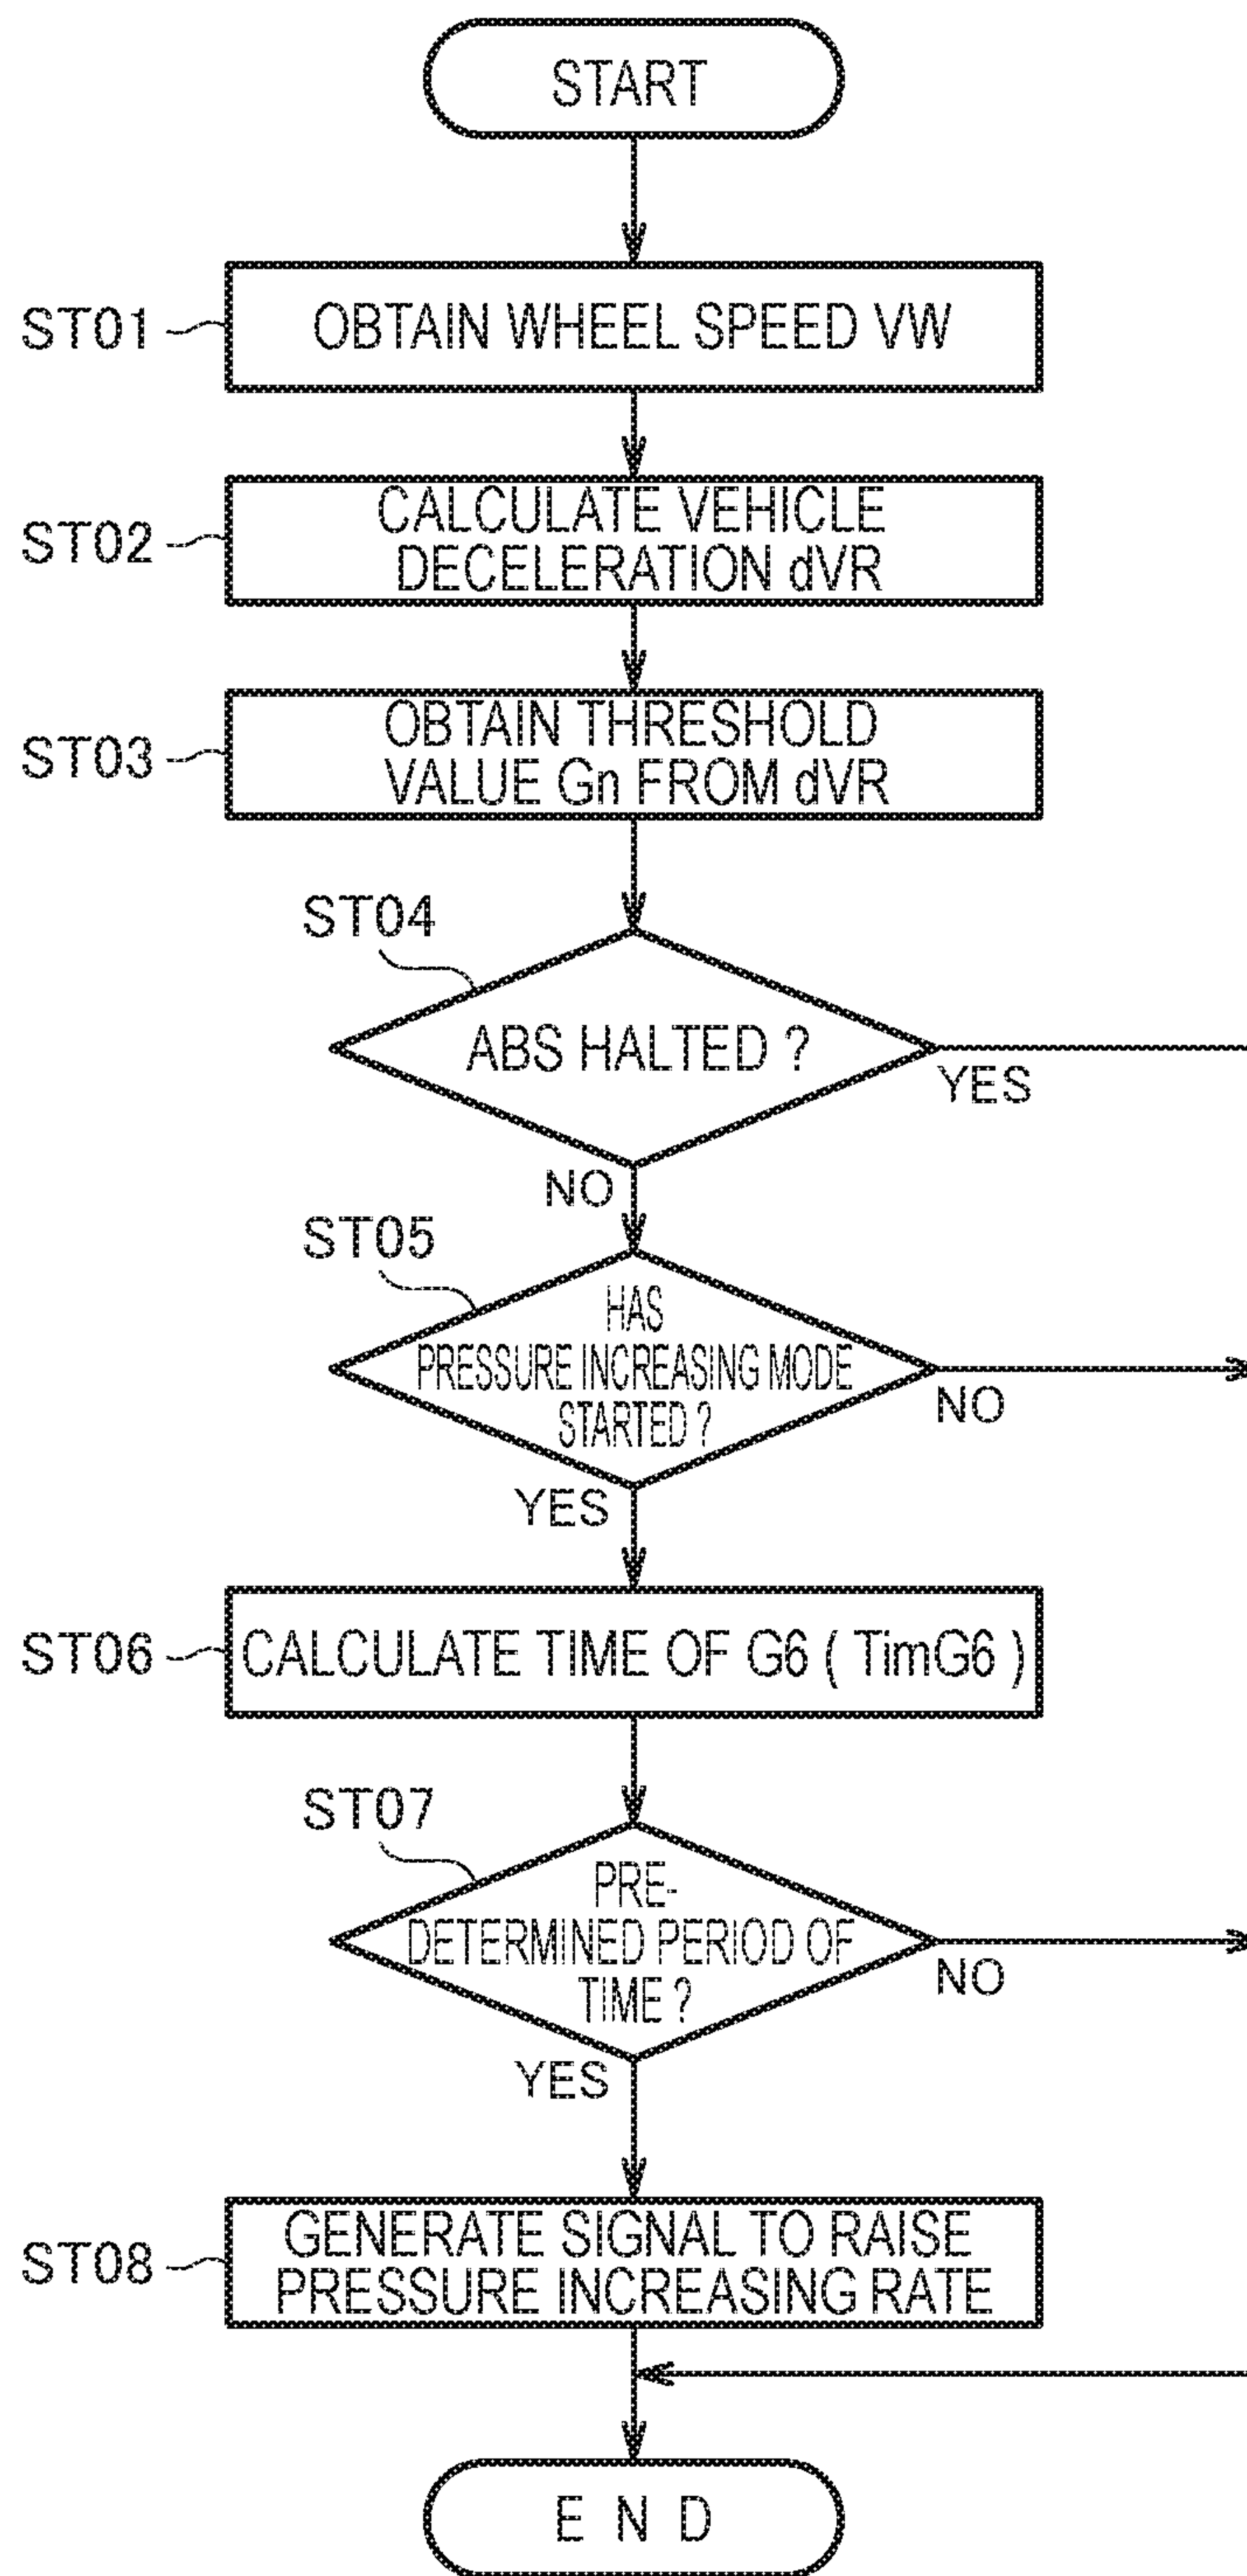 START
ST01
OBTAIN WHEEL SPEED VW
ST02
CALCULATE VEHICLE
DECELERATION dVR
ST03
OBTAIN THRESHOLD
VALUE Gn FROM dVR
ST04
ABS HALTED ?
YES
NO
ST05
HAS
PRESSURE INCREASING MODE
STARTED ?
NO
YES
ST06
CALCULATE TIME OF G6 ( TimG6 )
ST07
PRE-
DETERMINED PERIOD OF
TIME ?
NO
YES
ST08
GENERATE SIGNAL TO RAISE
PRESSURE INCREASING RATE
E N D